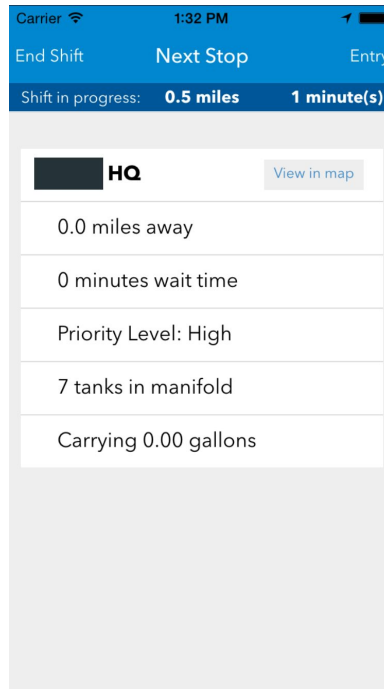 Carrier 1:32 PM
End Shift Next Stop Entry
Shift in progress: 0.5 miles 1 minute(s)
HQ View in map
0.0 miles away
0 minutes wait time
Priority Level: High
7 tanks in manifold
Carrying 0.00 gallons